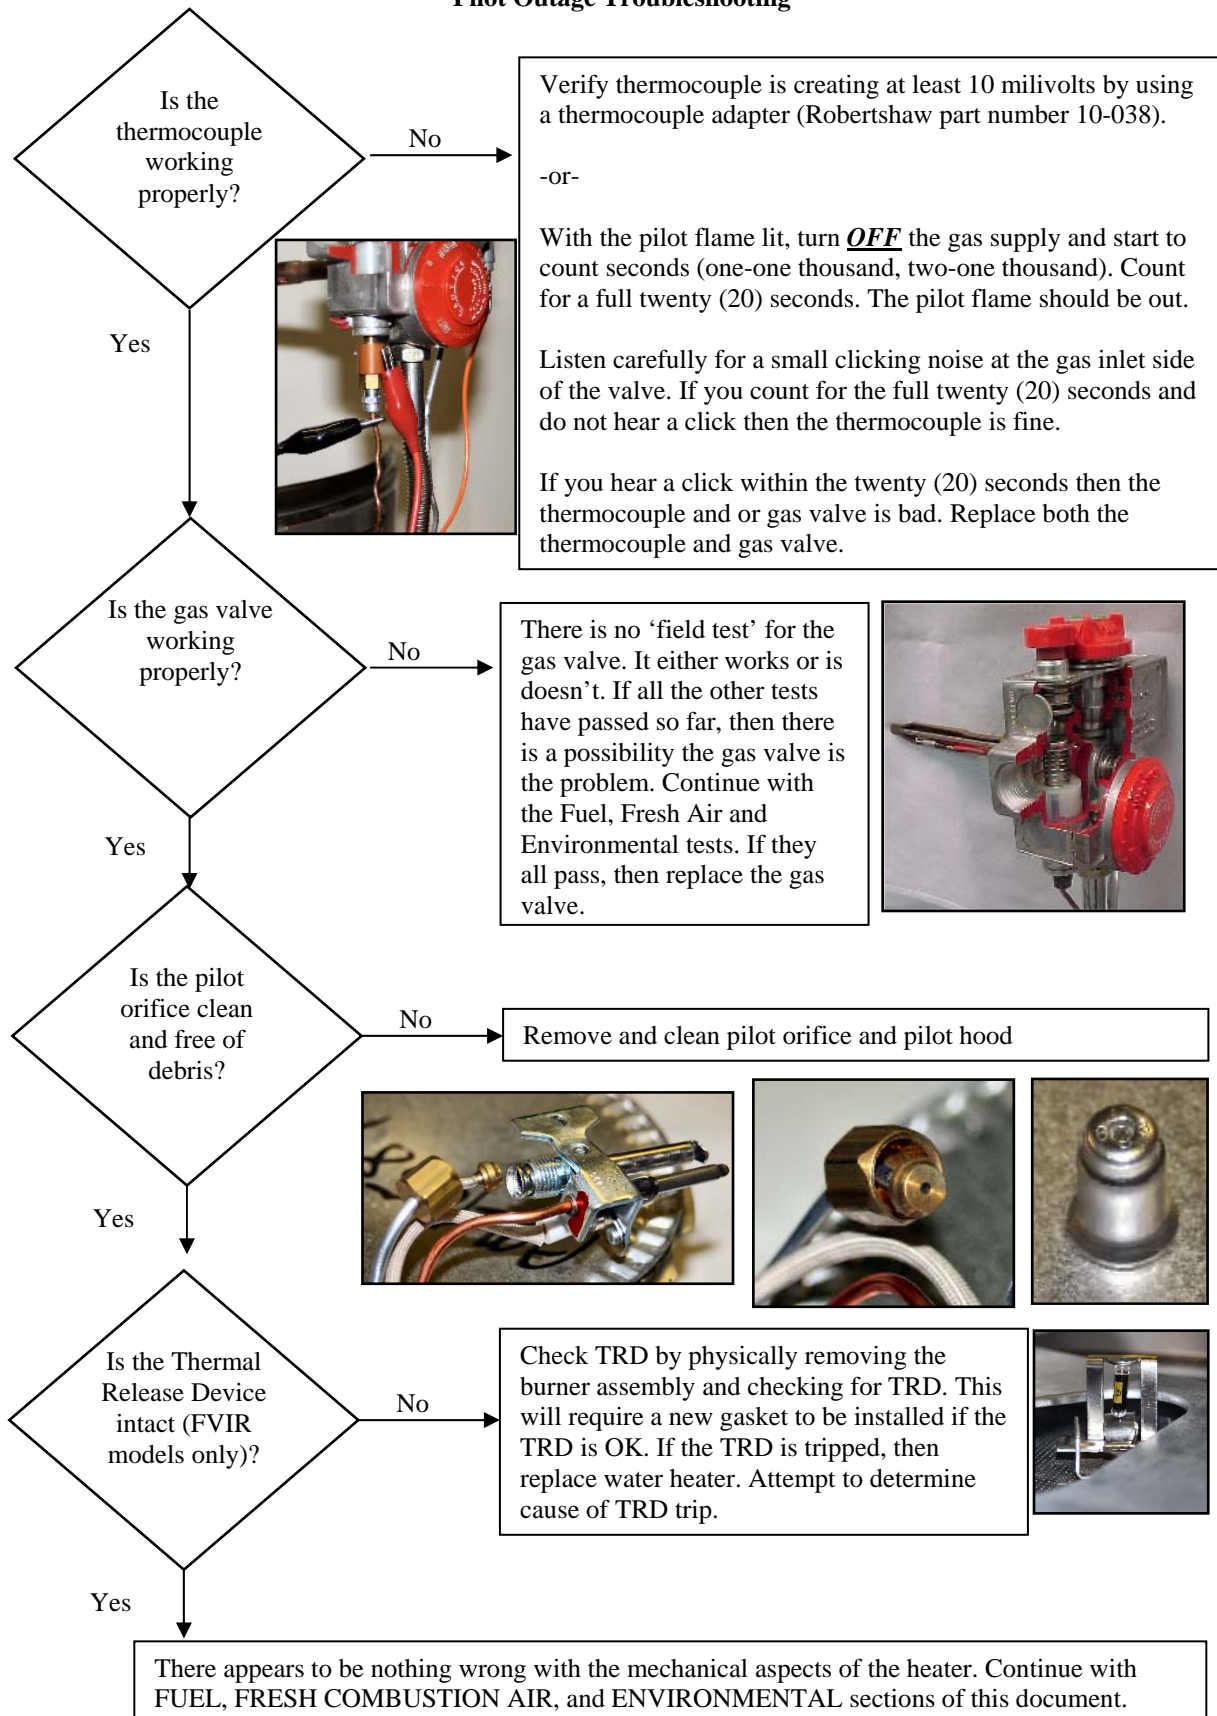 Pilot Outage Troubleshooting
Is the
thermocouple
working
properly?
No
Verify thermocouple is creating at least 10 milivolts by using
a thermocouple adapter (Robertshaw part number 10-038).
-or-
With the pilot flame lit, turn OFF the gas supply and start to
count seconds (one-one thousand, two-one thousand). Count
for a full twenty (20) seconds. The pilot flame should be out.
Listen carefully for a small clicking noise at the gas inlet side
of the valve. If you count for the full twenty (20) seconds and
do not hear a click then the thermocouple is fine.
If you hear a click within the twenty (20) seconds then the
thermocouple and or gas valve is bad. Replace both the
thermocouple and gas valve.
Yes
Is the gas valve
working
properly?
No
There is no ‘field test’ for the
gas valve. It either works or is
doesn’t. If all the other tests
have passed so far, then there
is a possibility the gas valve is
the problem. Continue with
the Fuel, Fresh Air and
Environmental tests. If they
all pass, then replace the gas
valve.
Yes
Is the pilot
orifice clean
and free of
debris?
No
Remove and clean pilot orifice and pilot hood
Yes
Is the Thermal
Release Device
intact (FVIR
models only)?
No
Check TRD by physically removing the
burner assembly and checking for TRD. This
will require a new gasket to be installed if the
TRD is OK. If the TRD is tripped, then
replace water heater. Attempt to determine
cause of TRD trip.
Yes
There appears to be nothing wrong with the mechanical aspects of the heater. Continue with
FUEL, FRESH COMBUSTION AIR, and ENVIRONMENTAL sections of this document.